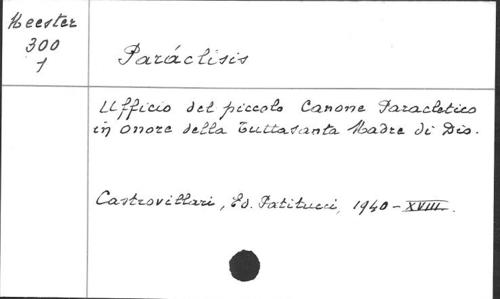 Meester
300
1
Paráclisis
Ufficio del piccolo Canone Paracletico
in onore della Tuttasanta Madre di Dio.
Castrovillari, Ed. Patitucci, 1940-XVIII.